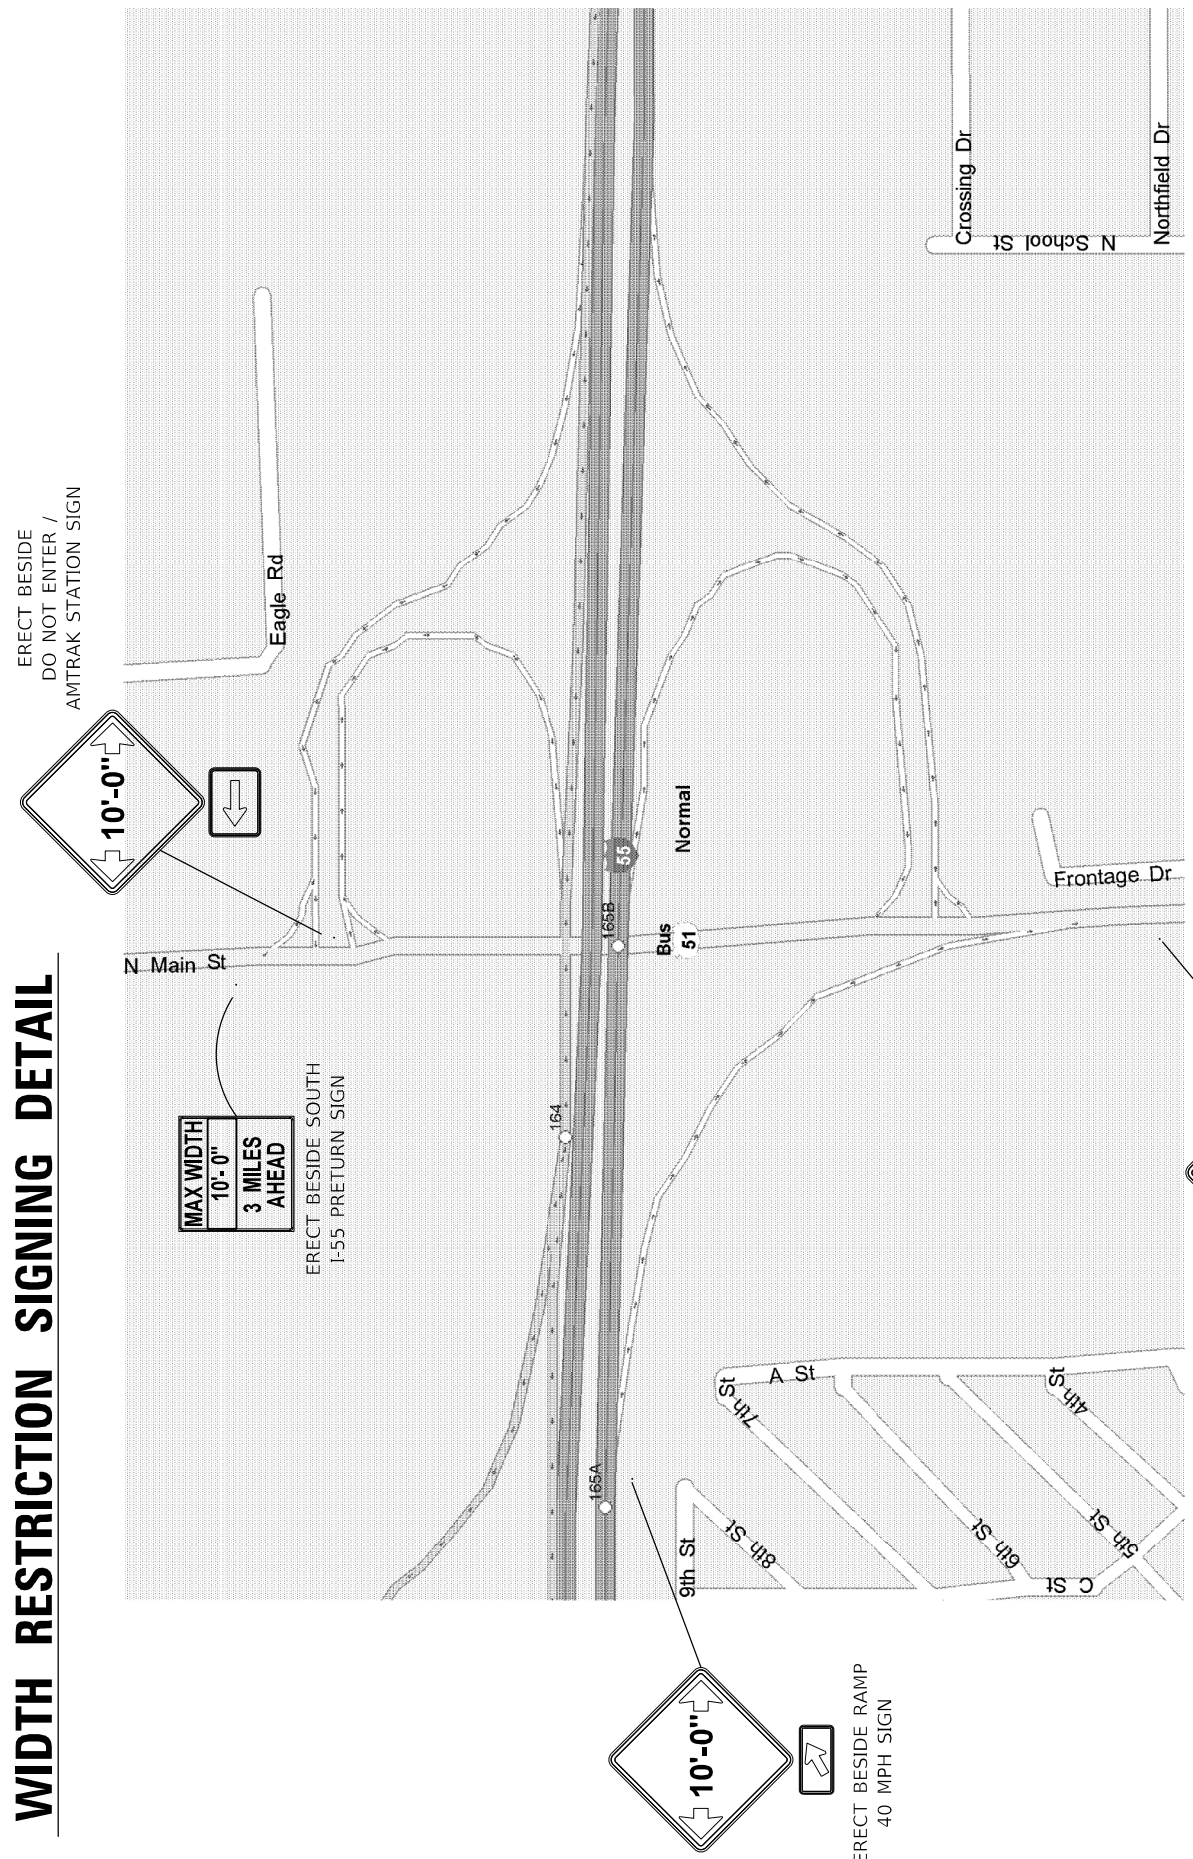 WIDTH RESTRICTION SIGNING DETAIL
ERECT BESIDE
DO NOT ENTER /
AMTRAK STATION SIGN
10'-0"
MAX WIDTH
10'- 0"
3 MILES
AHEAD
ERECT BESIDE SOUTH
I-55 PRETURN SIGN
N Main St
Eagle Rd
164
165A
165B
55
Bus
51
Normal
Crossing Dr
N School St
Northfield Dr
Frontage Dr
A St
7th St
4th St
9th St
8th St
6th St
5th St
C St
10'-0"
ERECT BESIDE RAMP
40 MPH SIGN